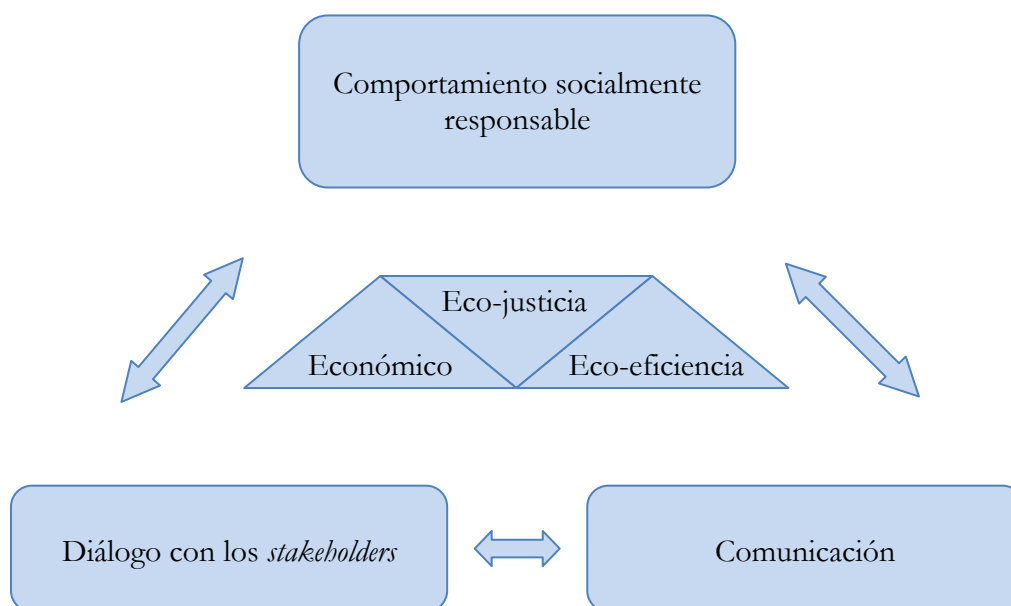 Comportamiento socialmente
responsable
Eco-justicia
Económico
Eco-eficiencia
Diálogo con los stakeholders
Comunicación